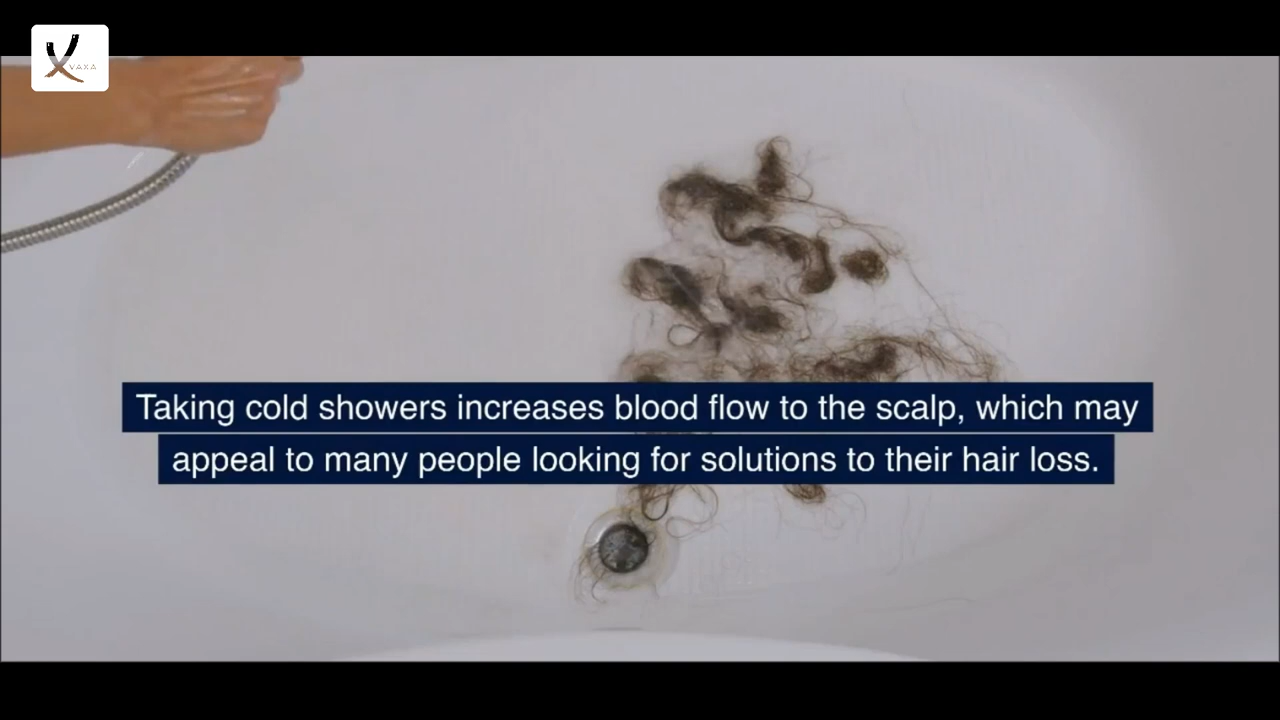 VAXA
Taking cold showers increases blood flow to the scalp, which may
appeal to many people looking for solutions to their hair loss.